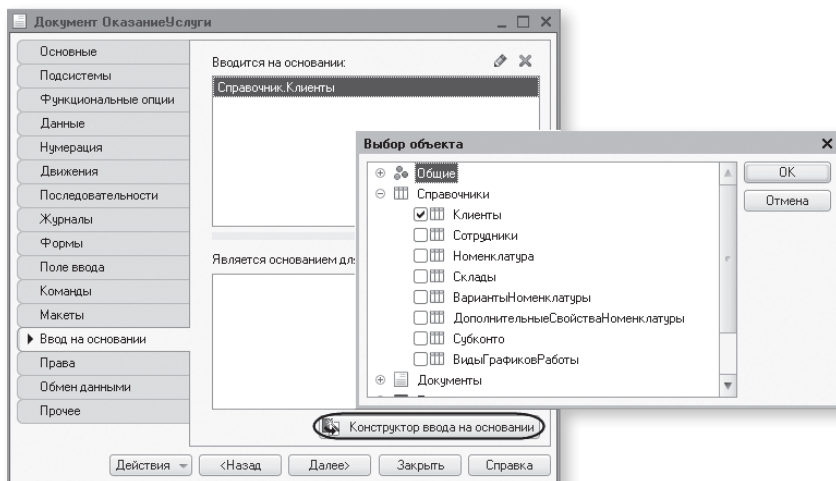 Документ ОказаниеУслуги
Основные
Подсистемы
Функциональные опции
Данные
Нумерация
Движения
Последовательности
Журналы
Формы
Поле ввода
Команды
Макеты
Ввод на основании
Права
Обмен данными
Прочее
Вводится на основании:
Справочник.Клиенты
Является основанием для
Конструктор ввода на основании
Действия
<Назад
Далее>
Закрыть
Справка
Выбор объекта
Общие
Справочники
Клиенты
Сотрудники
Номенклатура
Склады
ВариантыНоменклатуры
ДополнительныеСвойстваНоменклатуры
Субконто
ВидыГрафиковРаботы
Документы
OK
Отмена